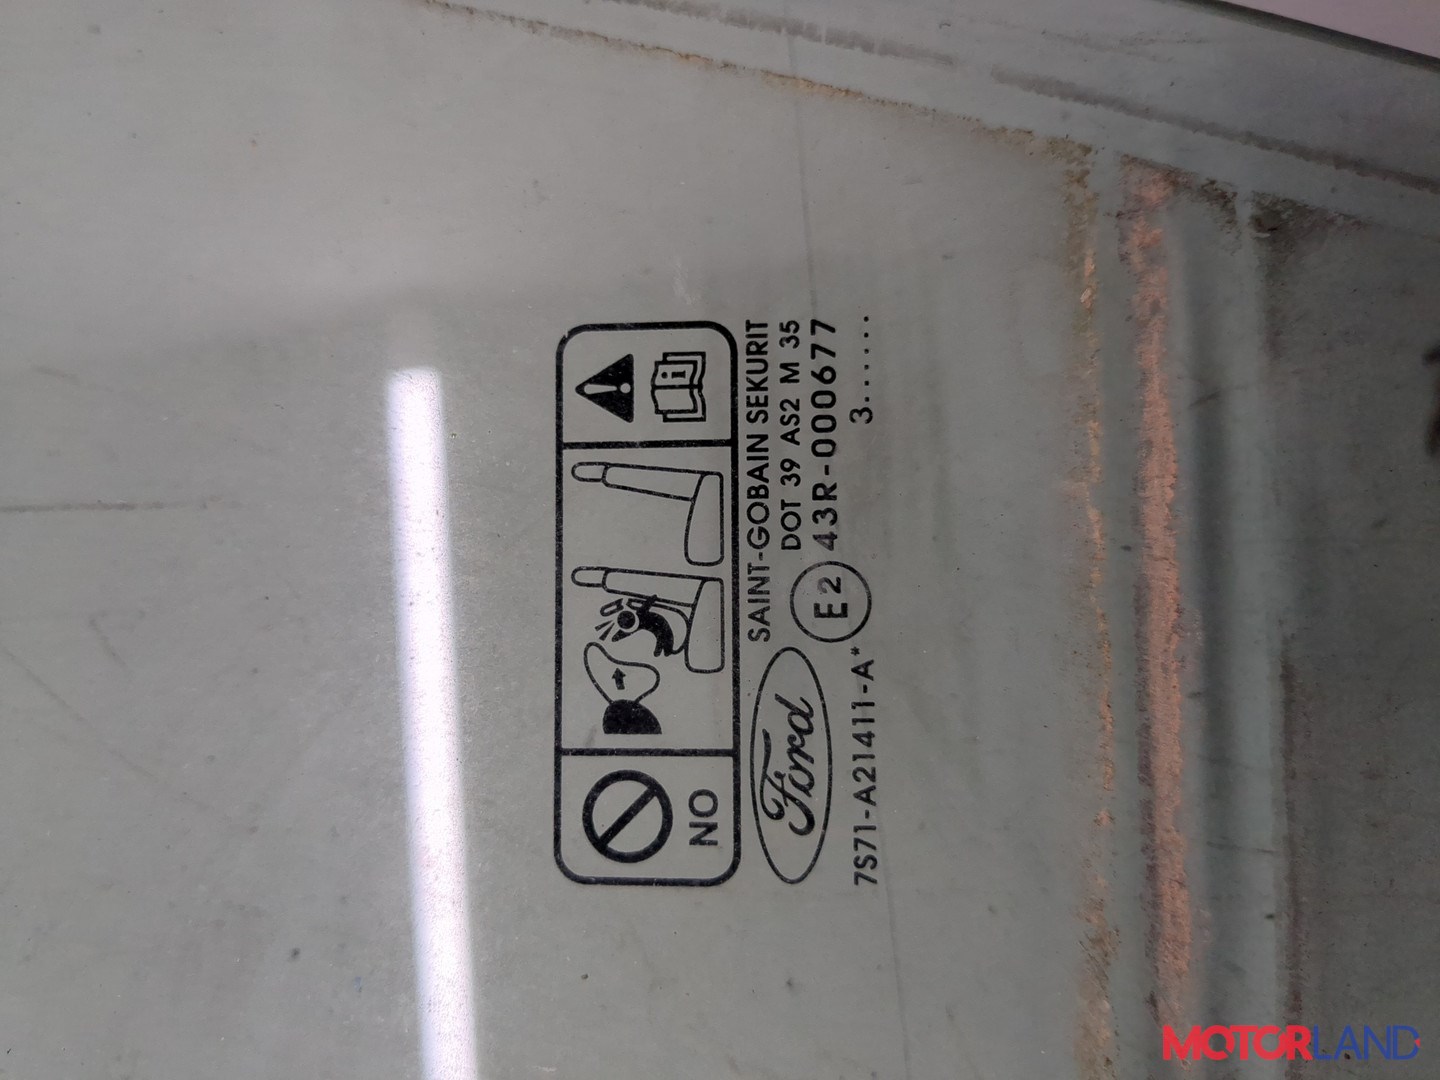 NO
Ford
SAINT-GOBAIN SEKURIT
DOT 39 AS2 M 35
E2 43R-000677
7S71-A21411-A* 3......
MOTORLAND